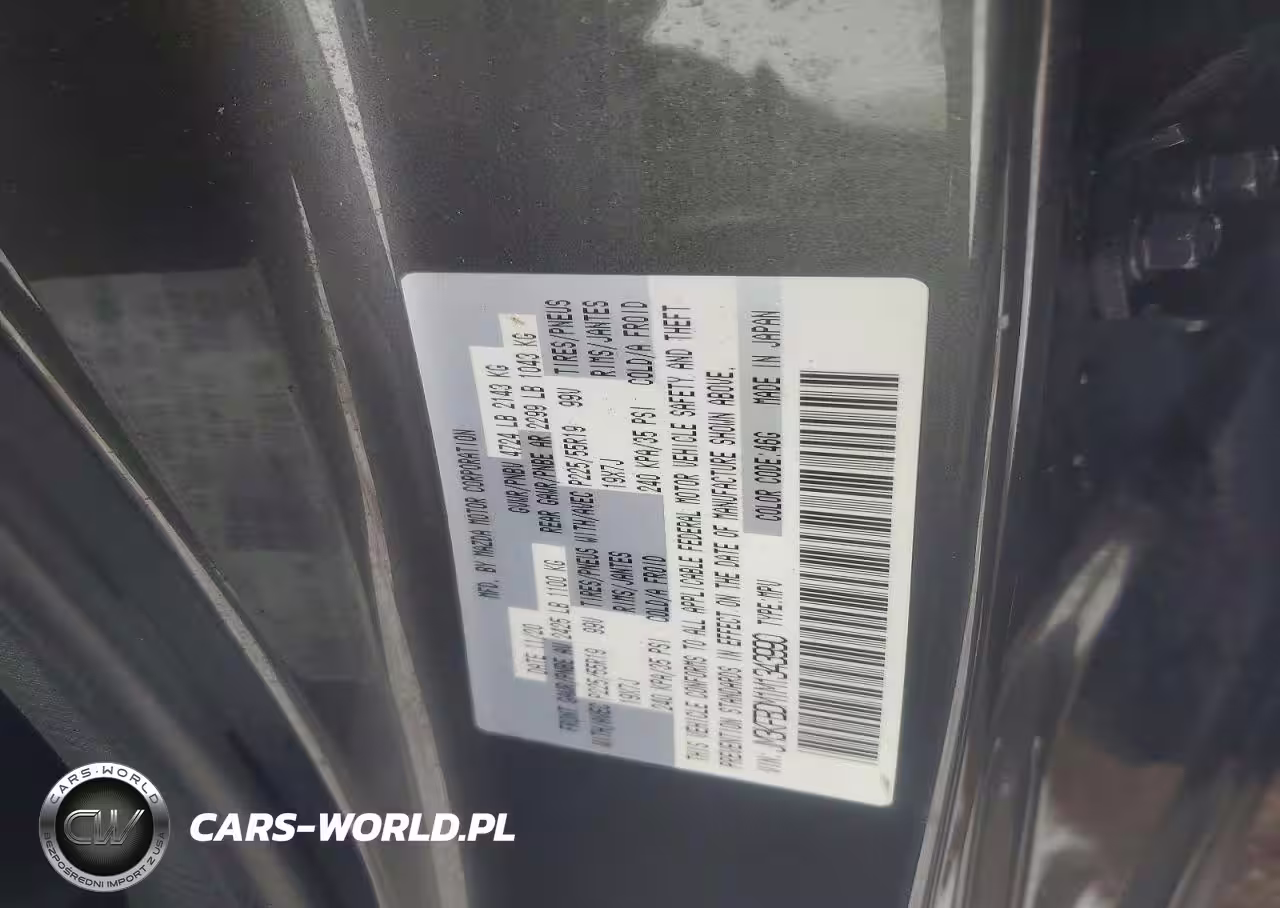 MFD. BY MAZDA MOTOR CORPORATION
DATE 11/20 GVWR/PNBV 4724 LB 2143 KG
FRONT GAWR/PNBE AV 2425 LB 1100 KG REAR GAWR/PNBE AR 2299 LB 1043 KG
WITH/AVEC P225/55R19 99V TIRES/PNEUS WITH/AVEC P225/55R19 99V TIRES/PNEUS
19X7J RIMS/JANTES 19X7J RIMS/JANTES
240 KPA/35 PSI COLD/A FROID 240 KPA/35 PSI COLD/A FROID
THIS VEHICLE CONFORMS TO ALL APPLICABLE FEDERAL MOTOR VEHICLE SAFETY AND THEFT
PREVENTION STANDARDS IN EFFECT ON THE DATE OF MANUFACTURE SHOWN ABOVE.
VIN: TYPE:MPV COLOR CODE:46G MADE IN JAPAN
CARS-WORLD
CW
BEZPOŚREDNI IMPORT Z USA
CARS-WORLD.PL